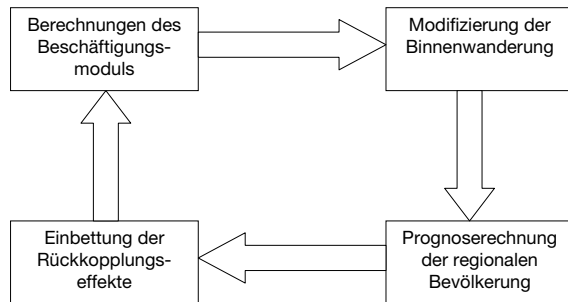 Berechnungen des
Beschäftigungs-
moduls
Modifizierung der
Binnenwanderung
Einbettung der
Rückkopplungs-
effekte
Prognoserechnung
der regionalen
Bevölkerung